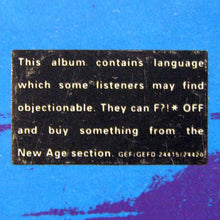 This album contains language
which some listeners may find
objectionable. They can F?!* OFF
and buy something from the
New Age section. GEF/GEFD 24415/24420